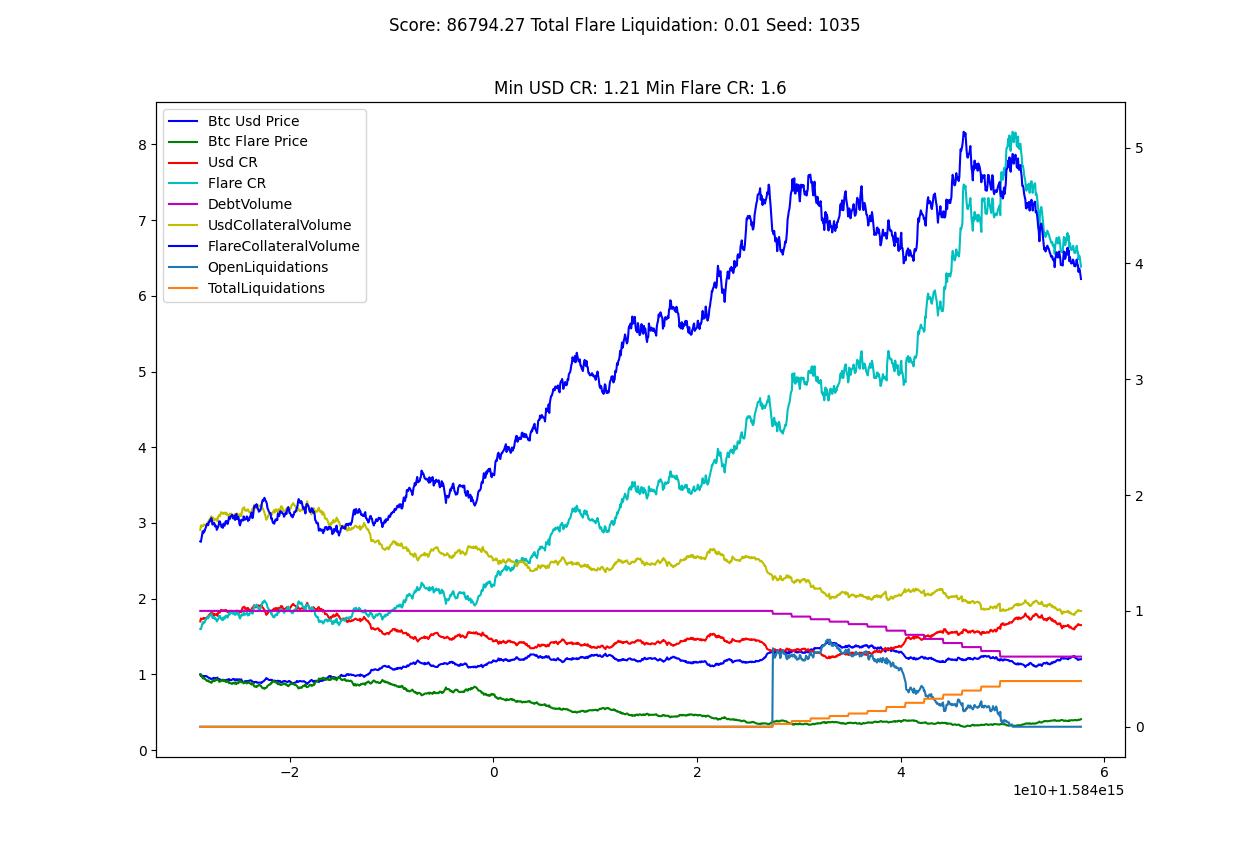 Score: 86794.27 Total Flare Liquidation: 0.01 Seed: 1035
Min USD CR: 1.21 Min Flare CR: 1.6
Btc Usd Price
Btc Flare Price
Usd CR
Flare CR
DebtVolume
UsdCollateralVolume
FlareCollateralVolume
OpenLiquidations
TotalLiquidations
8
7
6
5
4
3
2
1
0
5
4
3
2
1
0
−2 0 2 4 6
1e10+1.584e15